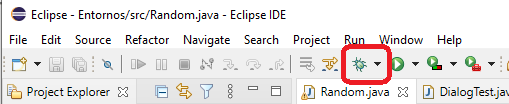 Eclipse - Entornos/src/Random.java - Eclipse IDE
File Edit Source Refactor Navigate Search Project Run Window Help
Project Explorer Random.java DialogTest.jav